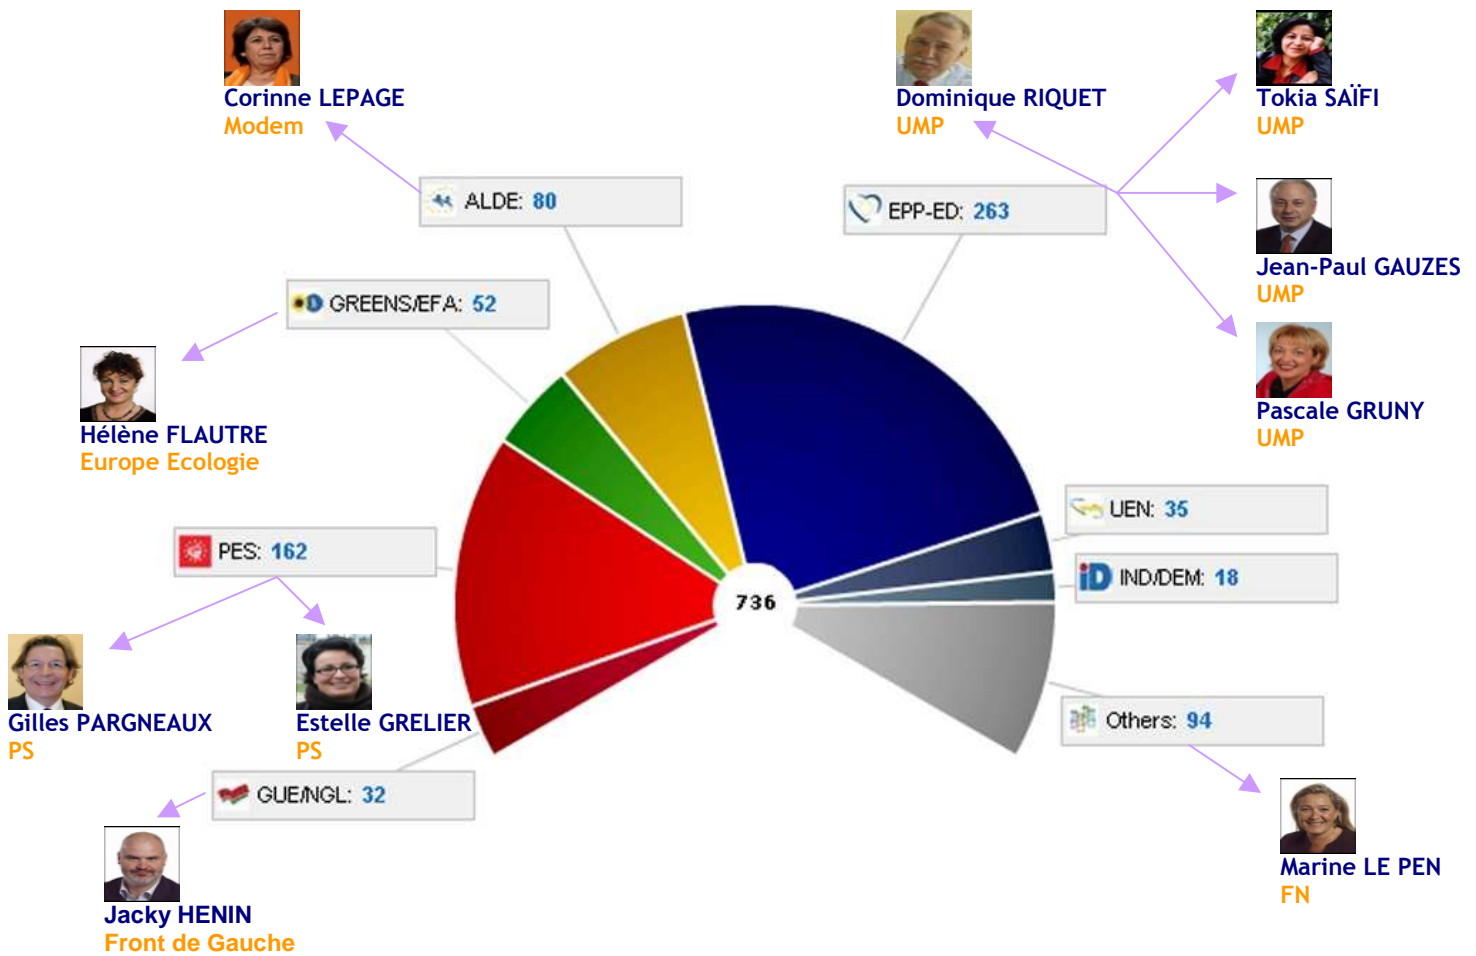 Corinne LEPAGE
Modem
Dominique RIQUET
UMP
Tokia SAÏFI
UMP
ALDE: 80
EPP-ED: 263
Jean-Paul GAUZES
UMP
GREENS/EFA: 52
Hélène FLAUTRE
Europe Ecologie
Pascale GRUNY
UMP
UEN: 35
PES: 162
IND/DEM: 18
736
Gilles PARGNEAUX
PS
Estelle GRELIER
PS
Others: 94
GUE/NGL: 32
Marine LE PEN
FN
Jacky HENIN
Front de Gauche